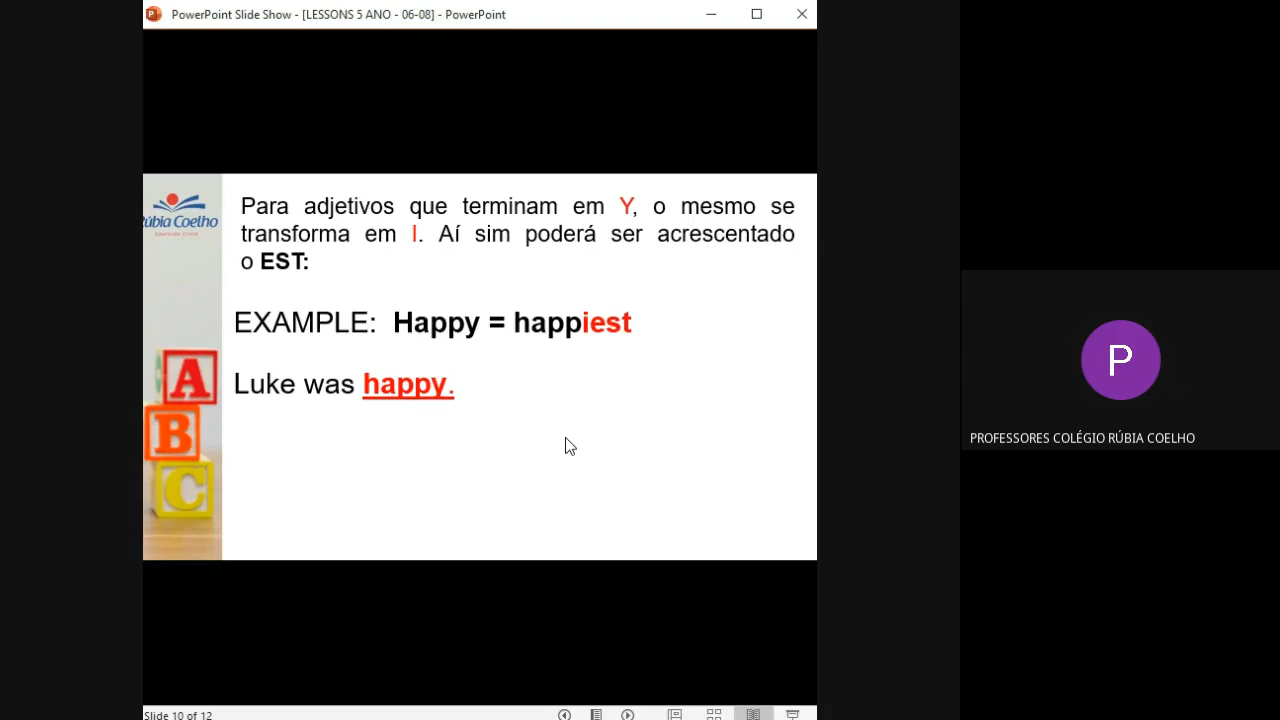 PowerPoint Slide Show - [LESSONS 5 ANO - 06-08] - PowerPoint
Rúbia Coelho
Para adjetivos que terminam em Y, o mesmo se
transforma em I. Aí sim poderá ser acrescentado
o EST:
EXAMPLE: Happy = happiest
Luke was happy.
A
B
C
P
PROFESSORES COLÉGIO RÚBIA COELHO
Slide 10 of 12